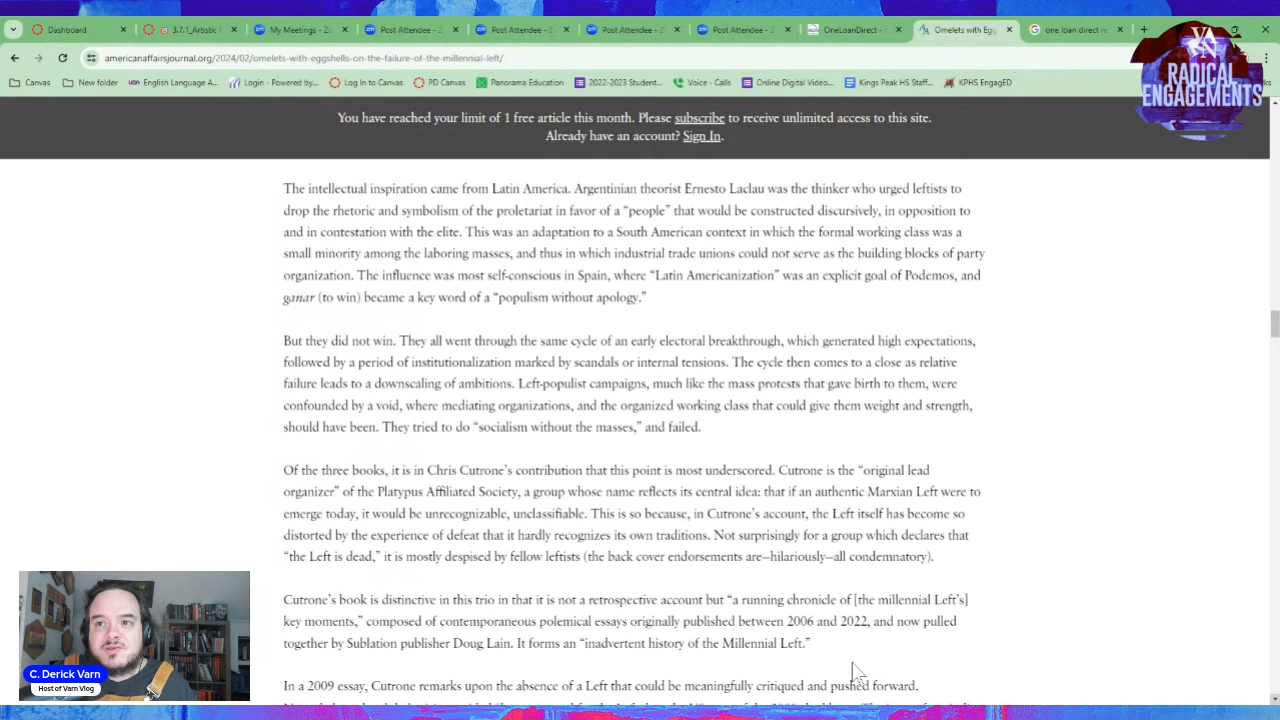 Dashboard
3.7.1_Artistic
My Meetings - Zo
Post Attendee - Z
Post Attendee - Z
Post Attendee - Z
Post Attendee - Z
OneLoanDirect -
Omelets with Egg
one loan direct re
americanaffairsjournal.org/2024/02/omelets-with-eggshells-on-the-failure-of-the-millennial-left/
Canvas
New folder
English Language A...
Login - Powered by...
Log In to Canvas
PD Canvas
Panorama Education
2022-2023 Student...
Voice - Calls
Online Digital Video...
Kings Peak HS Staff...
KPHS EngagED
RADICAL
ENGAGEMENTS
You have reached your limit of 1 free article this month. Please subscribe to receive unlimited access to this site.
Already have an account? Sign In.
The intellectual inspiration came from Latin America. Argentinian theorist Ernesto Laclau was the thinker who urged leftists to
drop the rhetoric and symbolism of the proletariat in favor of a “people” that would be constructed discursively, in opposition to
and in contestation with the elite. This was an adaptation to a South American context in which the formal working class was a
small minority among the laboring masses, and thus in which industrial trade unions could not serve as the building blocks of party
organization. The influence was most self-conscious in Spain, where “Latin Americanization” was an explicit goal of Podemos, and
ganar (to win) became a key word of a “populism without apology.”
But they did not win. They all went through the same cycle of an early electoral breakthrough, which generated high expectations,
followed by a period of institutionalization marked by scandals or internal tensions. The cycle then comes to a close as relative
failure leads to a downscaling of ambitions. Left-populist campaigns, much like the mass protests that gave birth to them, were
confounded by a void, where mediating organizations, and the organized working class that could give them weight and strength,
should have been. They tried to do “socialism without the masses,” and failed.
Of the three books, it is in Chris Cutrone’s contribution that this point is most underscored. Cutrone is the “original lead
organizer” of the Platypus Affiliated Society, a group whose name reflects its central idea: that if an authentic Marxian Left were to
emerge today, it would be unrecognizable, unclassifiable. This is so because, in Cutrone’s account, the Left itself has become so
distorted by the experience of defeat that it hardly recognizes its own traditions. Not surprisingly for a group which declares that
“the Left is dead,” it is mostly despised by fellow leftists (the back cover endorsements are—hilariously—all condemnatory).
Cutrone’s book is distinctive in this trio in that it is not a retrospective account but “a running chronicle of [the millennial Left’s]
key moments,” composed of contemporaneous polemical essays originally published between 2006 and 2022, and now pulled
together by Sublation publisher Doug Lain. It forms an “inadvertent history of the Millennial Left.”
In a 2009 essay, Cutrone remarks upon the absence of a Left that could be meaningfully critiqued and pushed forward.
C. Derick Varn
Host of Varn Vlog